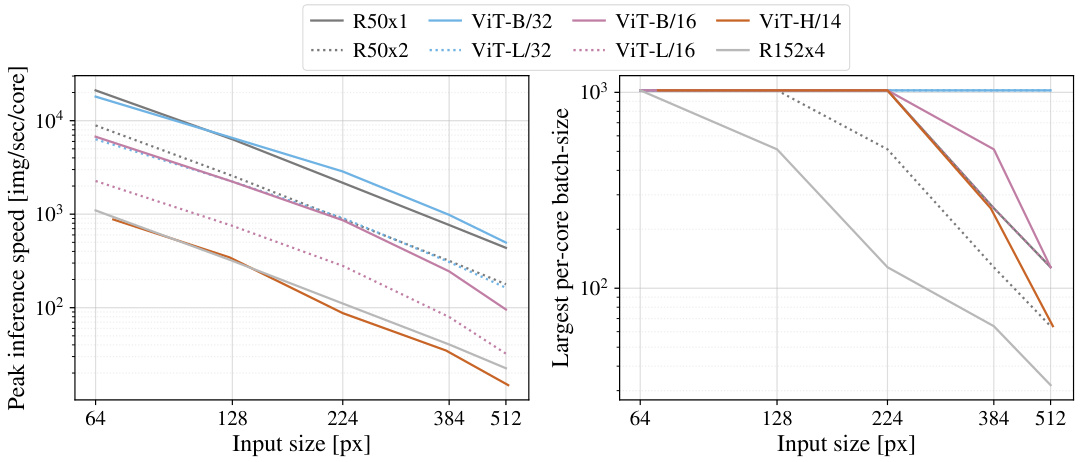 R50x1 ViT-B/32 ViT-B/16 ViT-H/14
R50x2 ViT-L/32 ViT-L/16 R152x4
Peak inference speed [img/sec/core]
10^4
10^3
10^2
64 128 224 384 512
Input size [px]
Largest per-core batch-size
10^3
10^2
64 128 224 384 512
Input size [px]